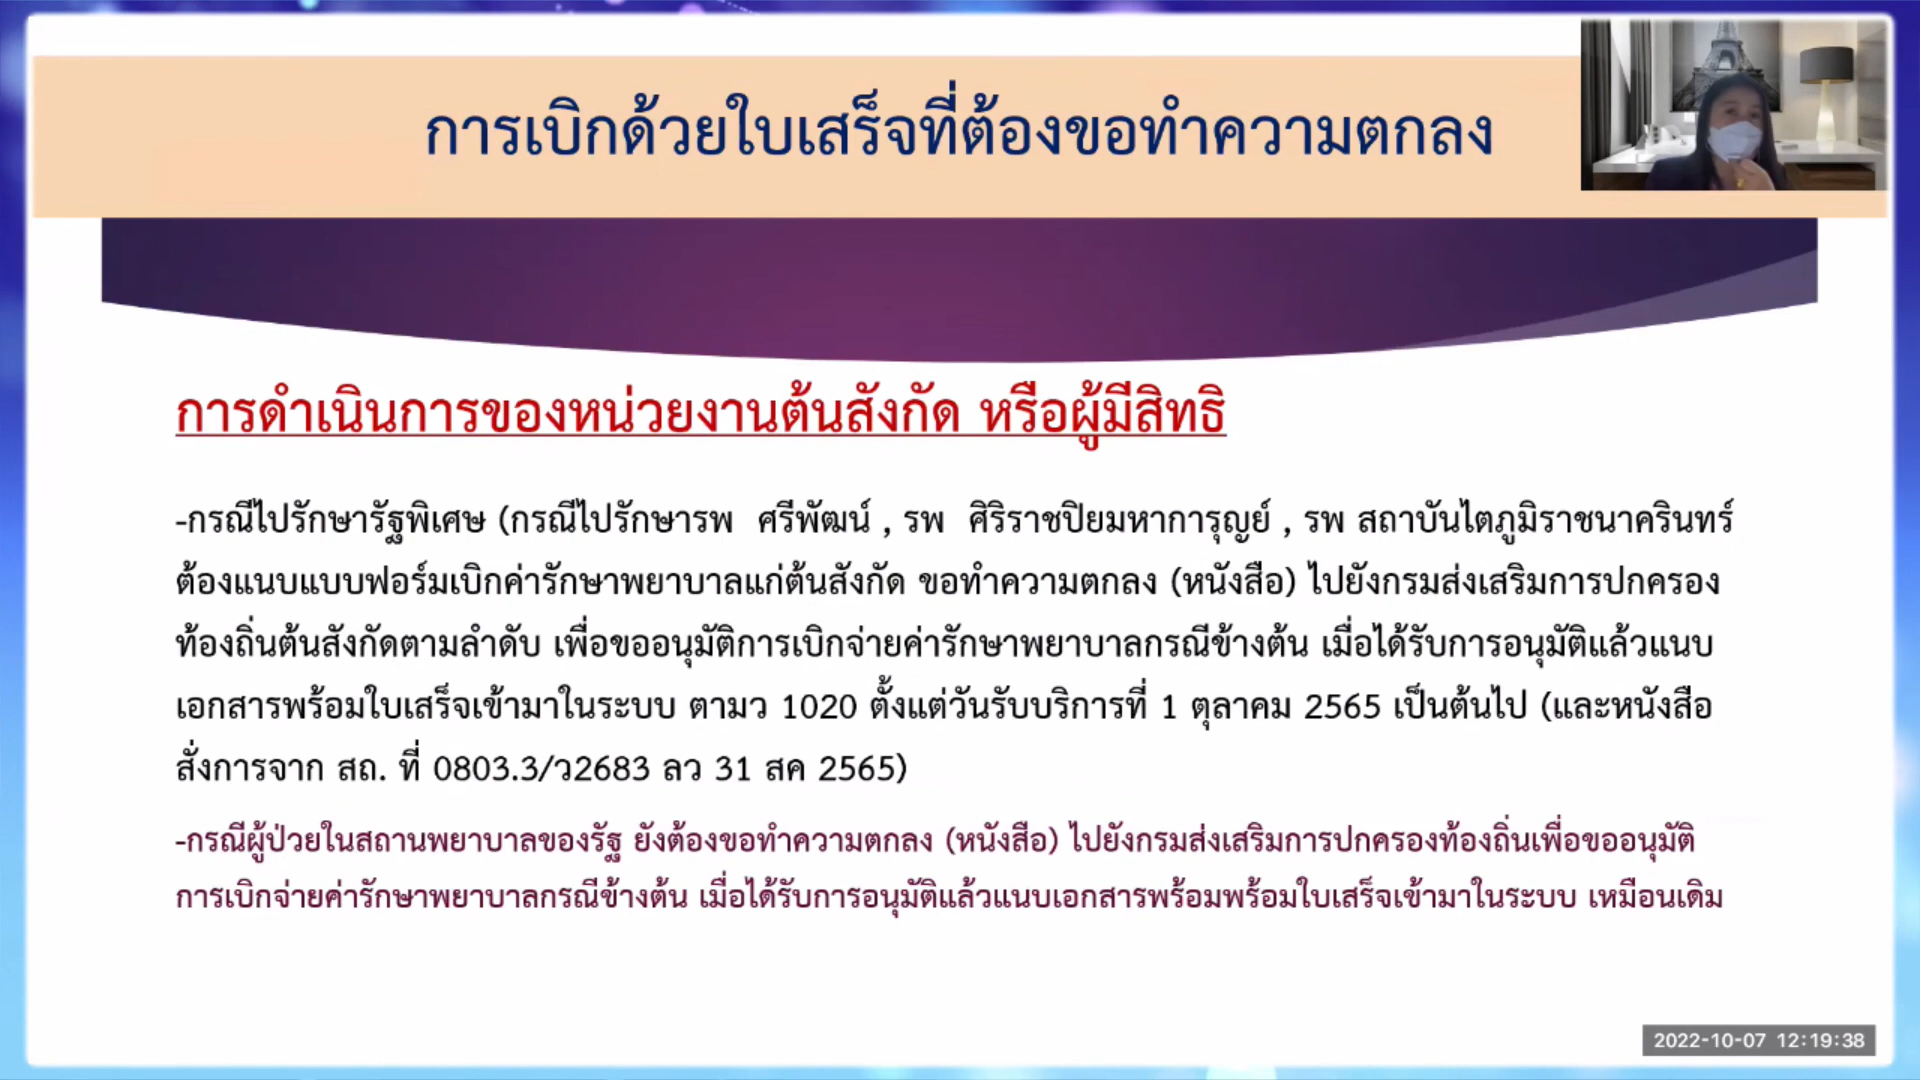 การเบิกด้วยใบเสร็จที่ต้องขอทำความตกลง
การดำเนินการของหน่วยงานต้นสังกัด หรือผู้มีสิทธิ
-กรณีไปรักษารัฐพิเศษ (กรณีไปรักษารพ ศรีพัฒน์ , รพ ศิริราชปิยมหาการุญย์ , รพ สถาบันไตภูมิราชนาครินทร์
ต้องแนบแบบฟอร์มเบิกค่ารักษาพยาบาลแก่ต้นสังกัด ขอทำความตกลง (หนังสือ) ไปยังกรมส่งเสริมการปกครอง
ท้องถิ่นต้นสังกัดตามลำดับ เพื่อขออนุมัติการเบิกจ่ายค่ารักษาพยาบาลกรณีข้างต้น เมื่อได้รับการอนุมัติแล้วแนบ
เอกสารพร้อมใบเสร็จเข้ามาในระบบ ตามว 1020 ตั้งแต่วันรับบริการที่ 1 ตุลาคม 2565 เป็นต้นไป (และหนังสือ
สั่งการจาก สถ. ที่ 0803.3/ว2683 ลว 31 สค 2565)
-กรณีผู้ป่วยในสถานพยาบาลของรัฐ ยังต้องขอทำความตกลง (หนังสือ) ไปยังกรมส่งเสริมการปกครองท้องถิ่นเพื่อขออนุมัติ
การเบิกจ่ายค่ารักษาพยาบาลกรณีข้างต้น เมื่อได้รับการอนุมัติแล้วแนบเอกสารพร้อมพร้อมใบเสร็จเข้ามาในระบบ เหมือนเดิม
2022-10-07 12:19:38